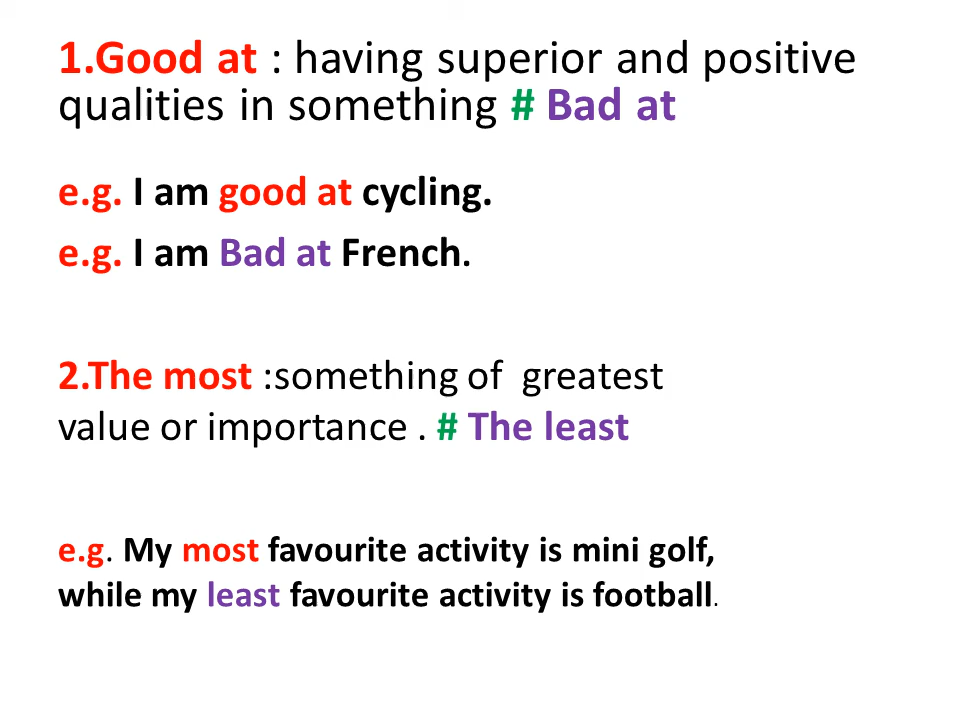 1.Good at : having superior and positive
qualities in something # Bad at
e.g. I am good at cycling.
e.g. I am Bad at French.
2.The most :something of greatest
value or importance . # The least
e.g. My most favourite activity is mini golf,
while my least favourite activity is football.